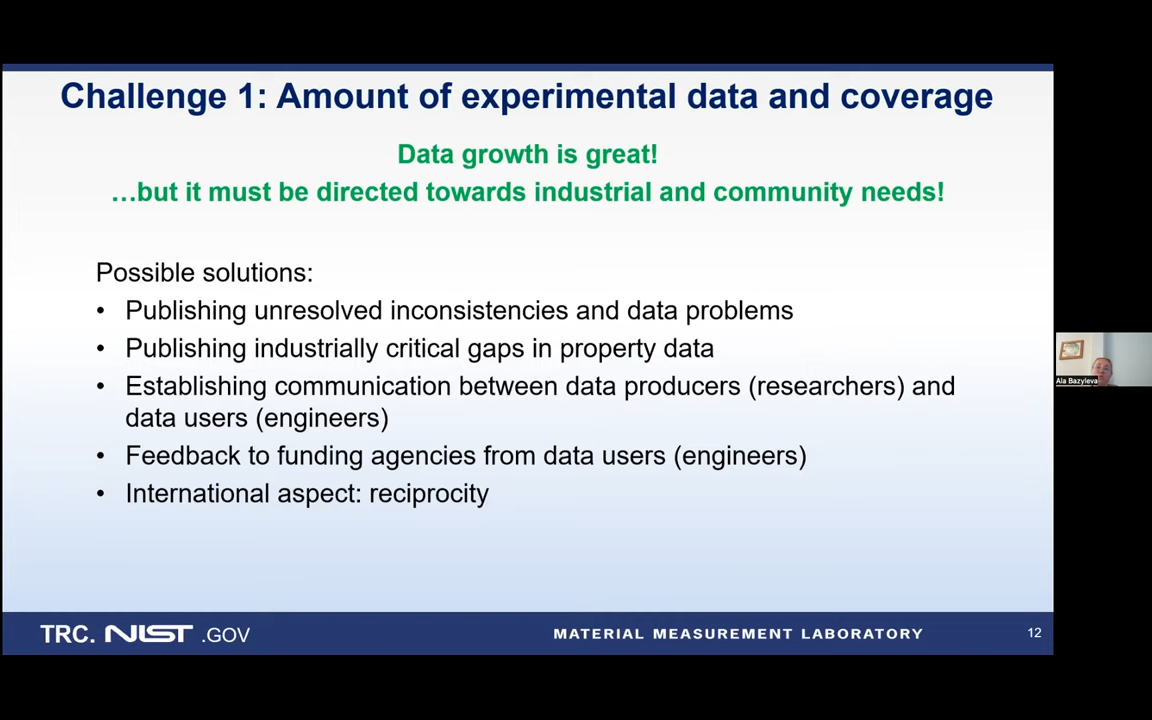 Challenge 1: Amount of experimental data and coverage
Data growth is great!
…but it must be directed towards industrial and community needs!
Possible solutions:
• Publishing unresolved inconsistencies and data problems
• Publishing industrially critical gaps in property data
• Establishing communication between data producers (researchers) and
data users (engineers)
• Feedback to funding agencies from data users (engineers)
• International aspect: reciprocity
Ala Bazyleva
TRC. NIST .GOV
MATERIAL MEASUREMENT LABORATORY
12